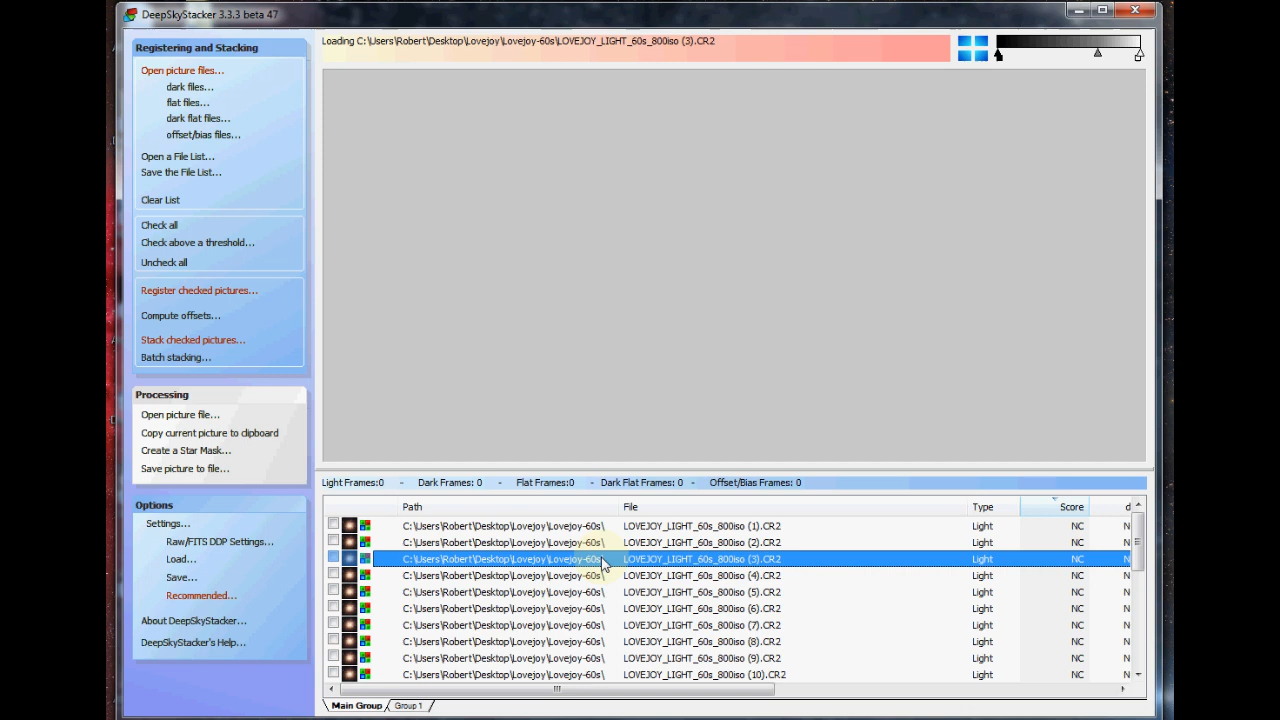 DeepSkyStacker 3.3.3 beta 47
Registering and Stacking
Open picture files...
dark files...
flat files...
dark flat files...
offset/bias files...
Open a File List...
Save the File List...
Clear List
Check all
Check above a threshold...
Uncheck all
Register checked pictures...
Compute offsets...
Stack checked pictures...
Batch stacking...
Processing
Open picture file...
Copy current picture to clipboard
Create a Star Mask...
Save picture to file...
Options
Settings...
Raw/FITS DDP Settings...
Load...
Save...
Recommended...
About DeepSkyStacker...
DeepSkyStacker's Help...
Loading C:\Users\Robert\Desktop\Lovejoy\Lovejoy-60s\LOVEJOY_LIGHT_60s_800iso (3).CR2
Light Frames:0 - Dark Frames: 0 - Flat Frames:0 - Dark Flat Frames: 0 - Offset/Bias Frames: 0
Path File Type Score d
C:\Users\Robert\Desktop\Lovejoy\Lovejoy-60s\ LOVEJOY_LIGHT_60s_800iso (1).CR2 Light NC N
C:\Users\Robert\Desktop\Lovejoy\Lovejoy-60s\ LOVEJOY_LIGHT_60s_800iso (2).CR2 Light NC N
C:\Users\Robert\Desktop\Lovejoy\Lovejoy-60s\ LOVEJOY_LIGHT_60s_800iso (3).CR2 Light NC N
C:\Users\Robert\Desktop\Lovejoy\Lovejoy-60s\ LOVEJOY_LIGHT_60s_800iso (4).CR2 Light NC N
C:\Users\Robert\Desktop\Lovejoy\Lovejoy-60s\ LOVEJOY_LIGHT_60s_800iso (5).CR2 Light NC N
C:\Users\Robert\Desktop\Lovejoy\Lovejoy-60s\ LOVEJOY_LIGHT_60s_800iso (6).CR2 Light NC N
C:\Users\Robert\Desktop\Lovejoy\Lovejoy-60s\ LOVEJOY_LIGHT_60s_800iso (7).CR2 Light NC N
C:\Users\Robert\Desktop\Lovejoy\Lovejoy-60s\ LOVEJOY_LIGHT_60s_800iso (8).CR2 Light NC N
C:\Users\Robert\Desktop\Lovejoy\Lovejoy-60s\ LOVEJOY_LIGHT_60s_800iso (9).CR2 Light NC N
C:\Users\Robert\Desktop\Lovejoy\Lovejoy-60s\ LOVEJOY_LIGHT_60s_800iso (10).CR2 Light NC N
Main Group Group 1